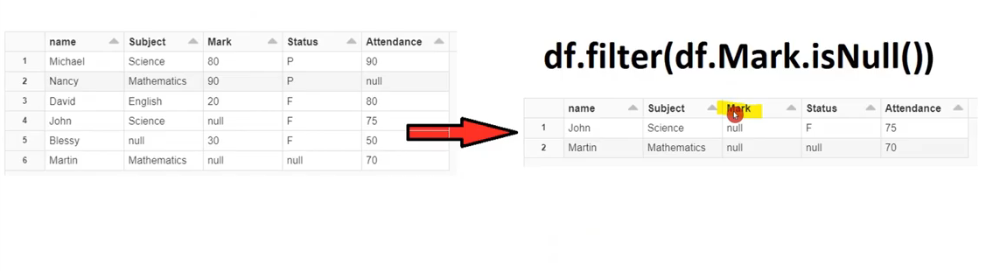 name Subject Mark Status Attendance
1 Michael Science 80 P 90
2 Nancy Mathematics 90 P null
3 David English 20 F 80
4 John Science null F 75
5 Blessy null 30 F 50
6 Martin Mathematics null null 70
df.filter(df.Mark.isNull())
name Subject Mark Status Attendance
1 John Science null F 75
2 Martin Mathematics null null 70